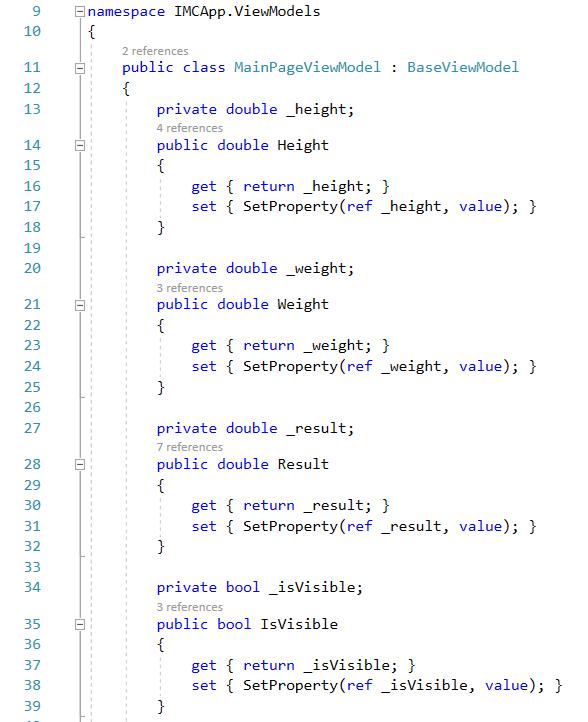 9 namespace IMCApp.ViewModels
10 {
2 references
11 public class MainPageViewModel : BaseViewModel
12 {
13 private double _height;
4 references
14 public double Height
15 {
16 get { return _height; }
17 set { SetProperty(ref _height, value); }
18 }
19
20 private double _weight;
3 references
21 public double Weight
22 {
23 get { return _weight; }
24 set { SetProperty(ref _weight, value); }
25 }
26
27 private double _result;
7 references
28 public double Result
29 {
30 get { return _result; }
31 set { SetProperty(ref _result, value); }
32 }
33
34 private bool _isVisible;
3 references
35 public bool IsVisible
36 {
37 get { return _isVisible; }
38 set { SetProperty(ref _isVisible, value); }
39 }